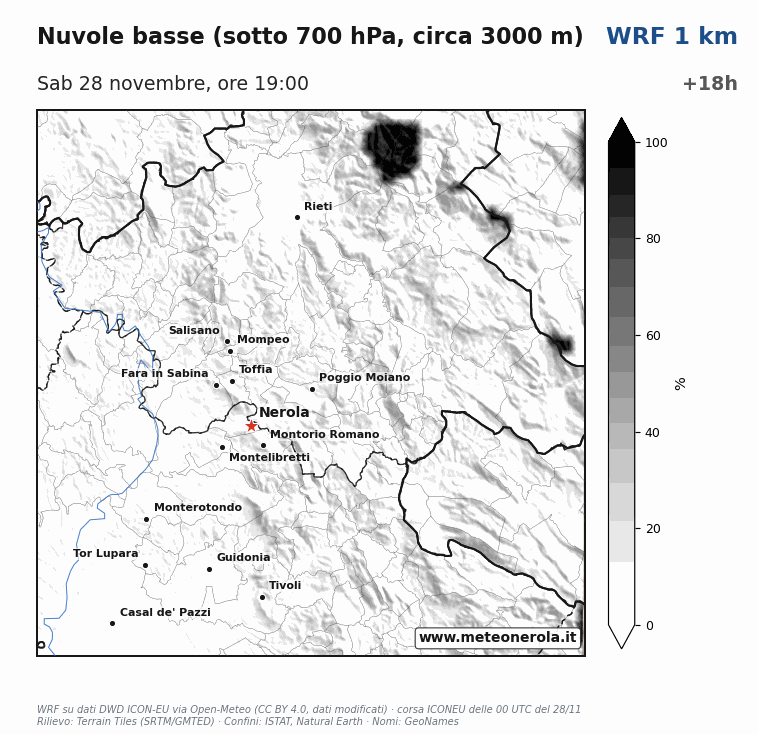 Nuvole basse (sotto 700 hPa, circa 3000 m) WRF 1 km
Sab 28 novembre, ore 19:00 +18h
100
80
60
40
20
0
%
Rieti
Salisano
Mompeo
Toffia
Fara in Sabina
Poggio Moiano
Nerola
Montorio Romano
Montelibretti
Monterotondo
Tor Lupara
Guidonia
Tivoli
Casal de' Pazzi
www.meteonerola.it
WRF su dati DWD ICON-EU via Open-Meteo (CC BY 4.0, dati modificati) · corsa ICONEU delle 00 UTC del 28/11
Rilievo: Terrain Tiles (SRTM/GMTED) · Confini: ISTAT, Natural Earth · Nomi: GeoNames